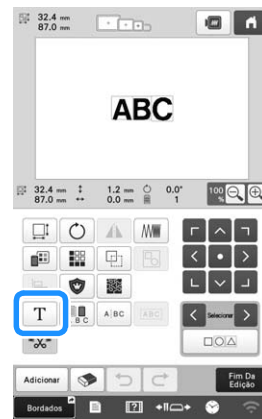 32.4 mm
87.0 mm
ABC
32.4 mm 1.2 mm 0.0°
87.0 mm 0.0 mm 1
100 %
T
A BC
ABC
Selecionar
Adicionar
Fim Da
Edição
Bordados